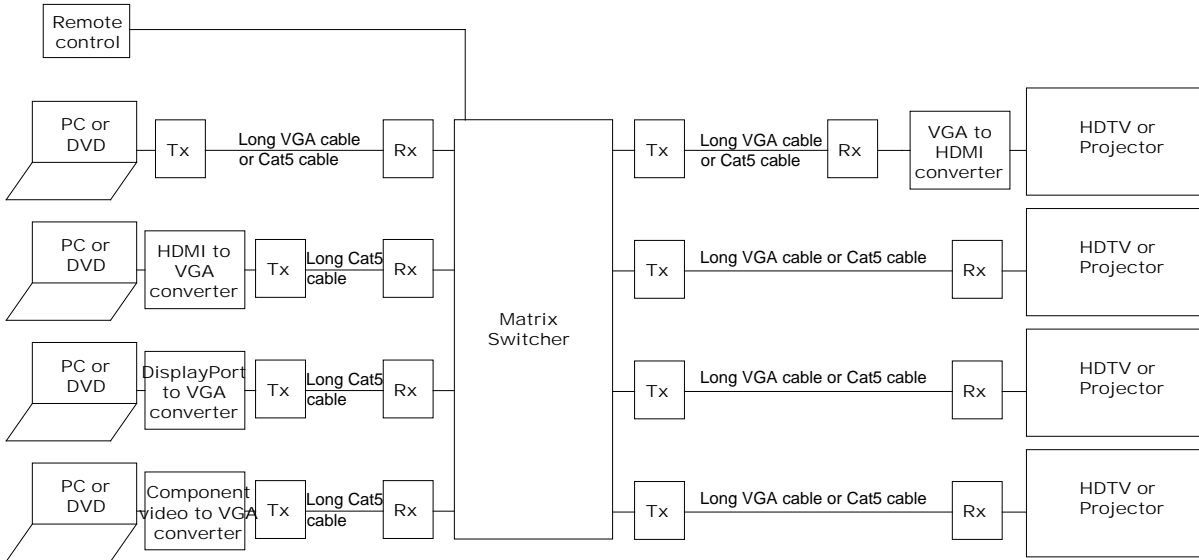 Remote
control
PC or
DVD
Tx
Long VGA cable
or Cat5 cable
Rx
Tx
Long VGA cable
or Cat5 cable
Rx
VGA to
HDMI
converter
HDTV or
Projector
PC or
DVD
HDMI to
VGA
converter
Tx
Long Cat5
cable
Rx
Tx
Long VGA cable or Cat5 cable
Rx
HDTV or
Projector
Matrix
Switcher
PC or
DVD
DisplayPort
to VGA
converter
Tx
Long Cat5
cable
Rx
Tx
Long VGA cable or Cat5 cable
Rx
HDTV or
Projector
PC or
DVD
Component
video to VGA
converter
Tx
Long Cat5
cable
Rx
Tx
Long VGA cable or Cat5 cable
Rx
HDTV or
Projector